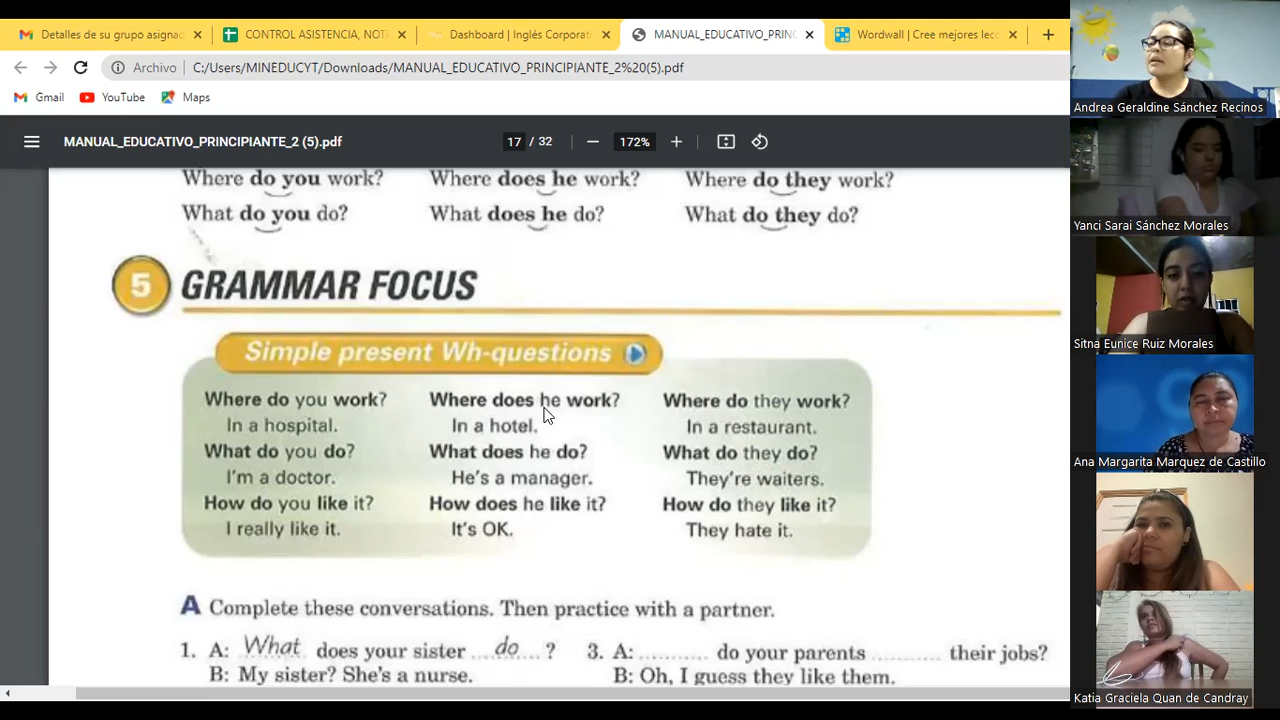 Detalles de su grupo asigna
CONTROL ASISTENCIA, NOT
Dashboard | Inglés Corporati
MANUAL_EDUCATIVO_PRIN
Wordwall | Cree mejores lec
Archivo
C:/Users/MINEDUCYT/Downloads/MANUAL_EDUCATIVO_PRINCIPIANTE_2%20(5).pdf
Gmail YouTube Maps
MANUAL_EDUCATIVO_PRINCIPIANTE_2 (5).pdf
17 / 32
172%
Where do you work? Where does he work? Where do they work?
What do you do? What does he do? What do they do?
5 GRAMMAR FOCUS
Simple present Wh-questions
Where do you work? Where does he work? Where do they work?
In a hospital. In a hotel. In a restaurant.
What do you do? What does he do? What do they do?
I'm a doctor. He's a manager. They're waiters.
How do you like it? How does he like it? How do they like it?
I really like it. It's OK. They hate it.
A Complete these conversations. Then practice with a partner.
1. A: What does your sister do ?
B: My sister? She's a nurse.
3. A: .......... do your parents .......... their jobs?
B: Oh, I guess they like them.
Andrea Geraldine Sánchez Recinos
Yanci Sarai Sánchez Morales
Sitna Eunice Ruiz Morales
Ana Margarita Marquez de Castillo
Katia Graciela Quan de Candray